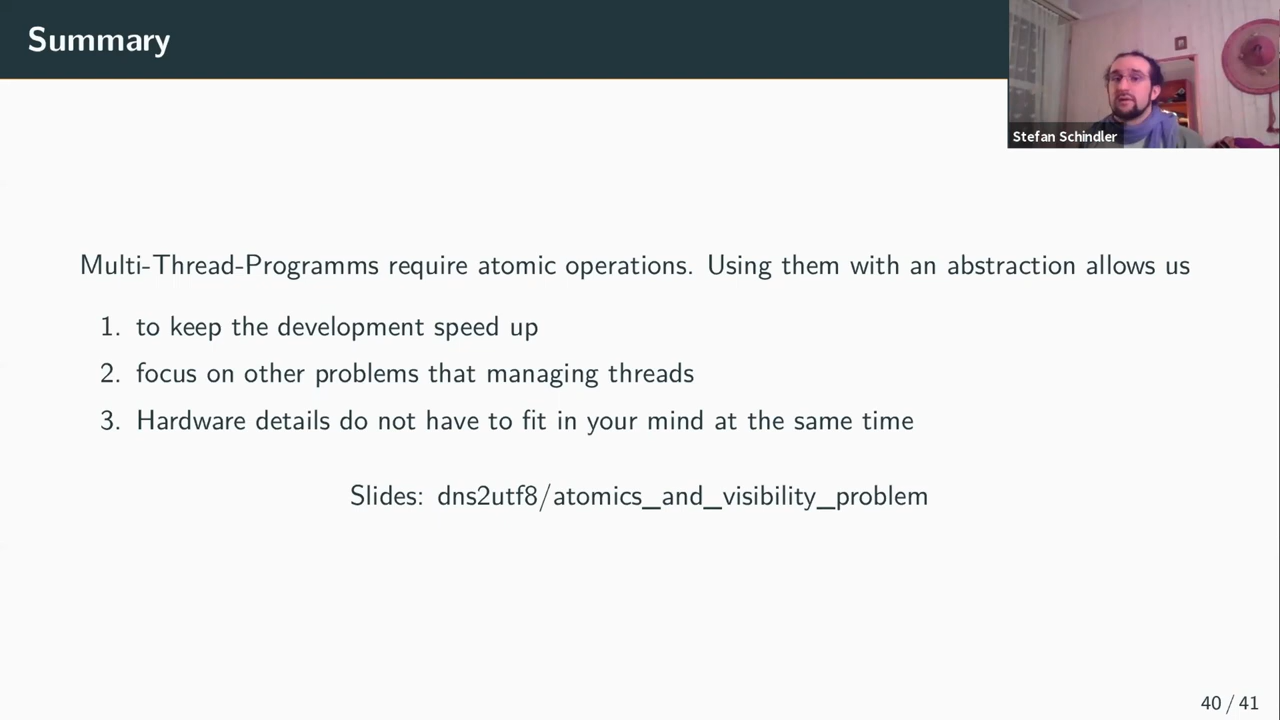 Summary
Stefan Schindler
Multi-Thread-Programms require atomic operations. Using them with an abstraction allows us
1. to keep the development speed up
2. focus on other problems that managing threads
3. Hardware details do not have to fit in your mind at the same time
Slides: dns2utf8/atomics_and_visibility_problem
40 / 41